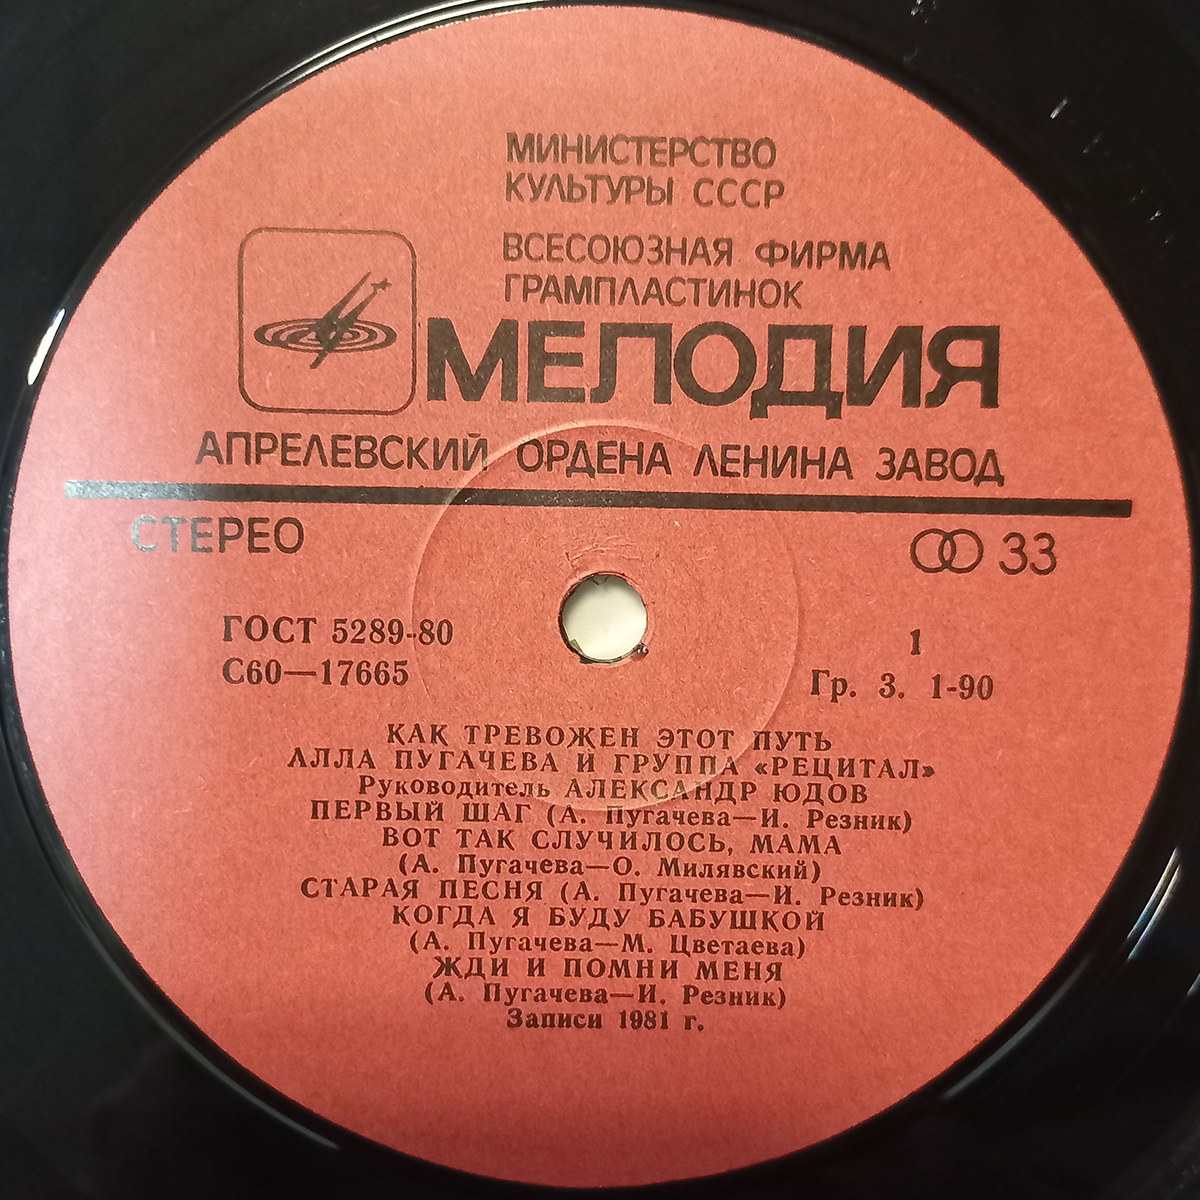 МИНИСТЕРСТВО
КУЛЬТУРЫ СССР
ВСЕСОЮЗНАЯ ФИРМА
ГРАМПЛАСТИНОК
МЕЛОДИЯ
АПРЕЛЕВСКИЙ ОРДЕНА ЛЕНИНА ЗАВОД
СТЕРЕО
33
ГОСТ 5289-80
С60—17665
1
Гр. 3. 1-90
КАК ТРЕВОЖЕН ЭТОТ ПУТЬ
АЛЛА ПУГАЧЕВА И ГРУППА «РЕЦИТАЛ»
Руководитель АЛЕКСАНДР ЮДОВ
ПЕРВЫЙ ШАГ (А. Пугачева—И. Резник)
ВОТ ТАК СЛУЧИЛОСЬ, МАМА
(А. Пугачева—О. Милявский)
СТАРАЯ ПЕСНЯ (А. Пугачева—И. Резник)
КОГДА Я БУДУ БАБУШКОЙ
(А. Пугачева—М. Цветаева)
ЖДИ И ПОМНИ МЕНЯ
(А. Пугачева—И. Резник)
Записи 1981 г.